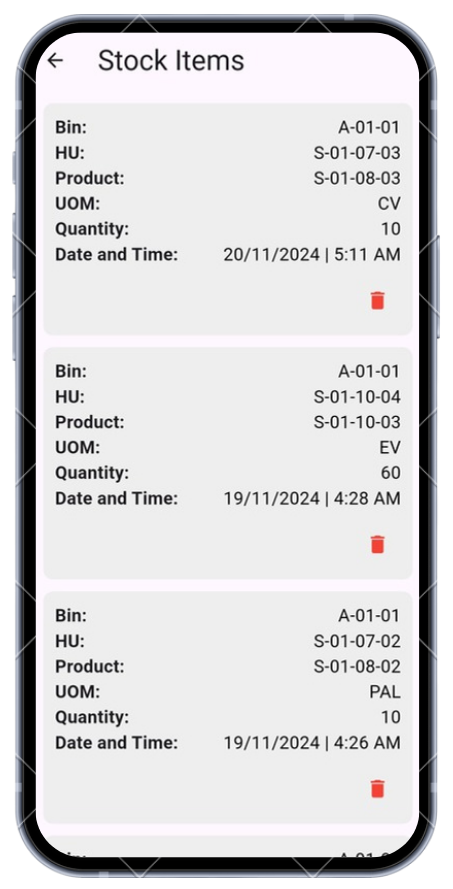 Stock Items
Bin: A-01-01
HU: S-01-07-03
Product: S-01-08-03
UOM: CV
Quantity: 10
Date and Time: 20/11/2024 | 5:11 AM
Bin: A-01-01
HU: S-01-10-04
Product: S-01-10-03
UOM: EV
Quantity: 60
Date and Time: 19/11/2024 | 4:28 AM
Bin: A-01-01
HU: S-01-07-02
Product: S-01-08-02
UOM: PAL
Quantity: 10
Date and Time: 19/11/2024 | 4:26 AM